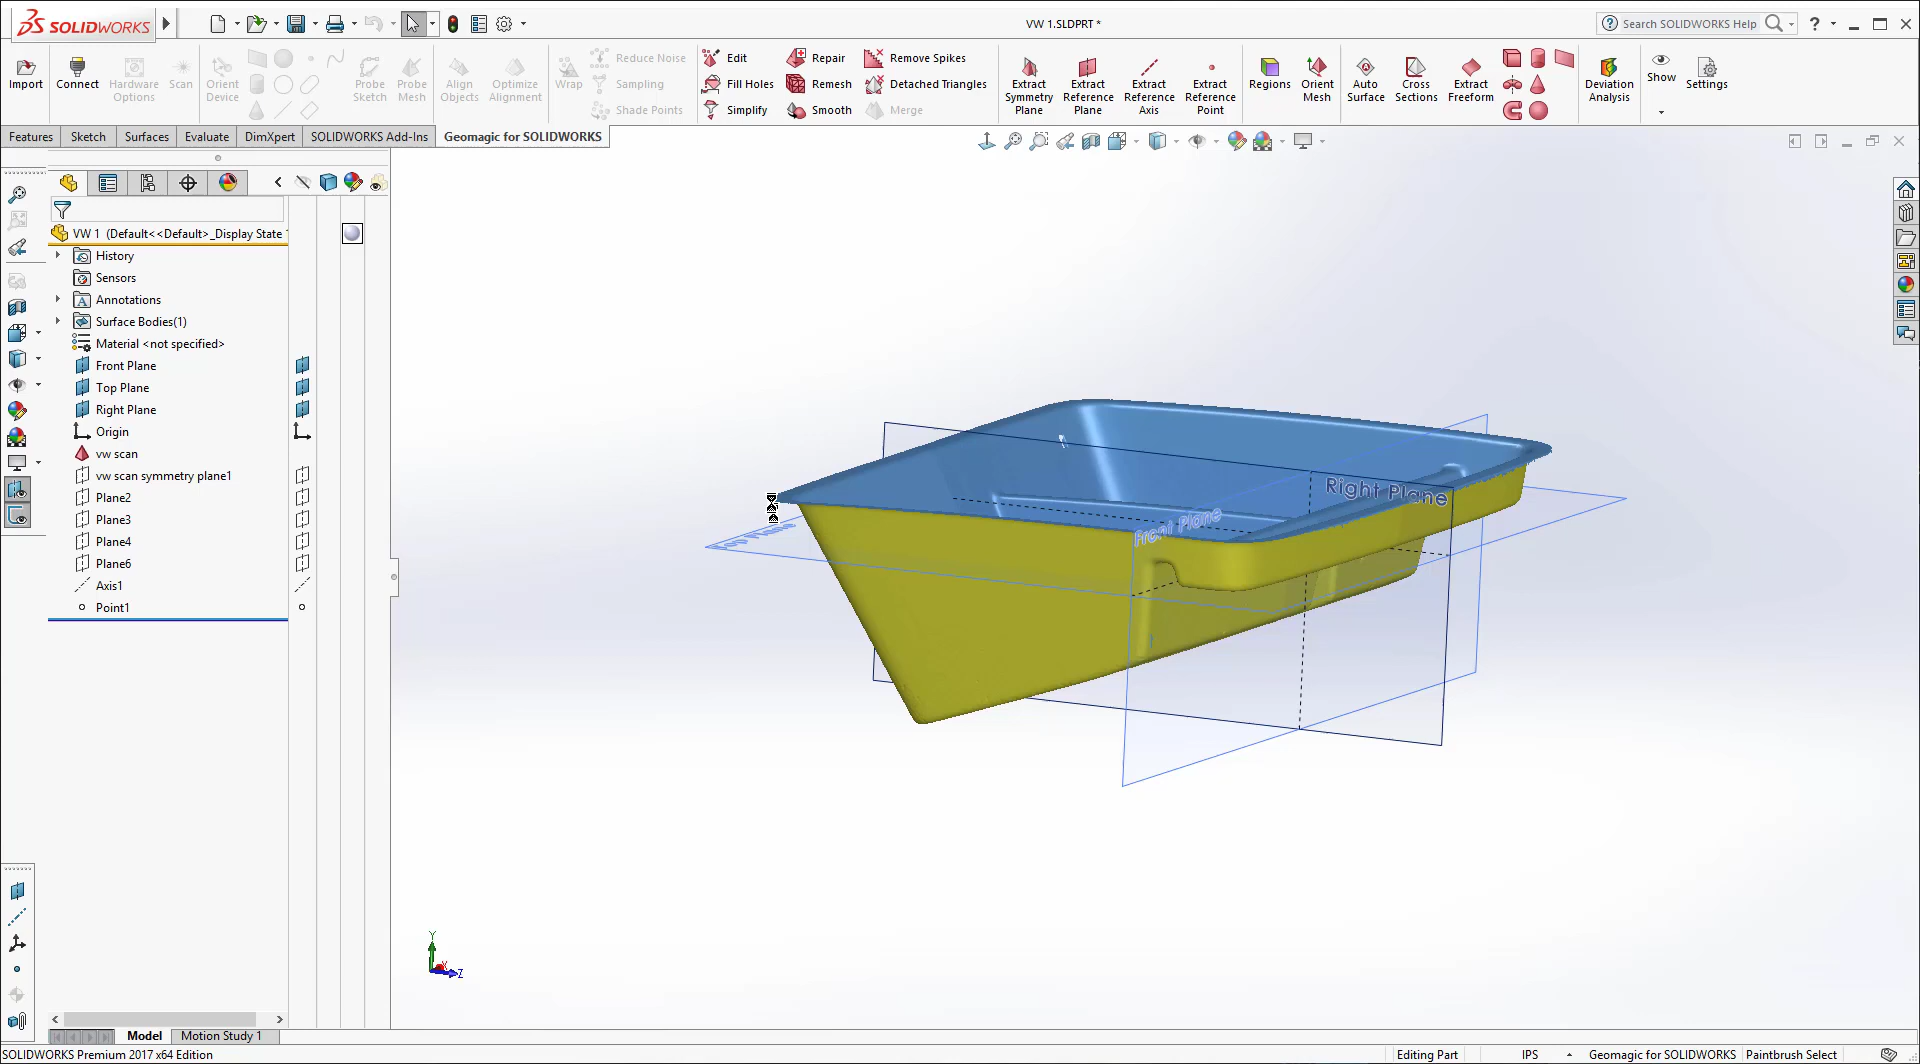 SOLIDWORKS
VW 1.SLDPRT *
Search SOLIDWORKS Help
?
Import
Connect
Hardware
Options
Scan
Orient
Device
Probe
Sketch
Probe
Mesh
Align
Objects
Optimize
Alignment
Wrap
Reduce Noise
Sampling
Shade Points
Edit
Fill Holes
Simplify
Repair
Remesh
Smooth
Remove Spikes
Detached Triangles
Merge
Extract
Symmetry
Plane
Extract
Reference
Plane
Extract
Reference
Axis
Extract
Reference
Point
Regions
Orient
Mesh
Auto
Surface
Cross
Sections
Extract
Freeform
Deviation
Analysis
Show
Settings
Features
Sketch
Surfaces
Evaluate
DimXpert
SOLIDWORKS Add-Ins
Geomagic for SOLIDWORKS
VW 1 (Default<<Default>_Display State
History
Sensors
Annotations
Surface Bodies(1)
Material <not specified>
Front Plane
Top Plane
Right Plane
Origin
vw scan
vw scan symmetry plane1
Plane2
Plane3
Plane4
Plane6
Axis1
Point1
Right Plane
Front Plane
Y
X
Z
Model
Motion Study 1
SOLIDWORKS Premium 2017 x64 Edition
Editing Part
IPS
Geomagic for SOLIDWORKS
Paintbrush Select